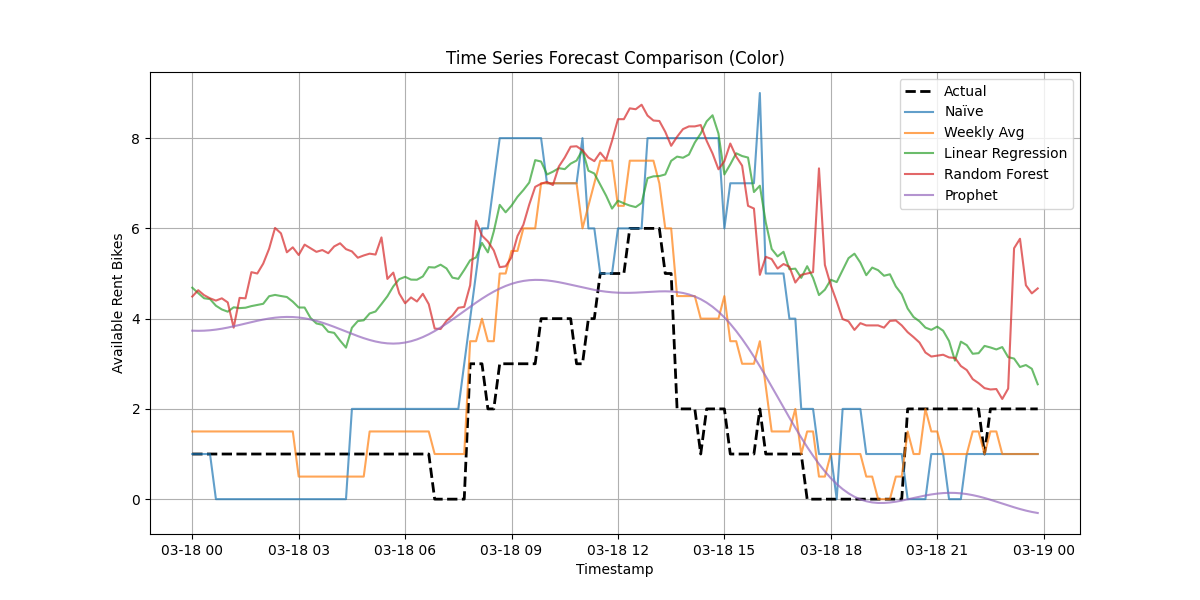 Time Series Forecast Comparison (Color)
Available Rent Bikes
8
6
4
2
0
03-18 00
03-18 03
03-18 06
03-18 09
03-18 12
03-18 15
03-18 18
03-18 21
03-19 00
Timestamp
Actual
Naïve
Weekly Avg
Linear Regression
Random Forest
Prophet